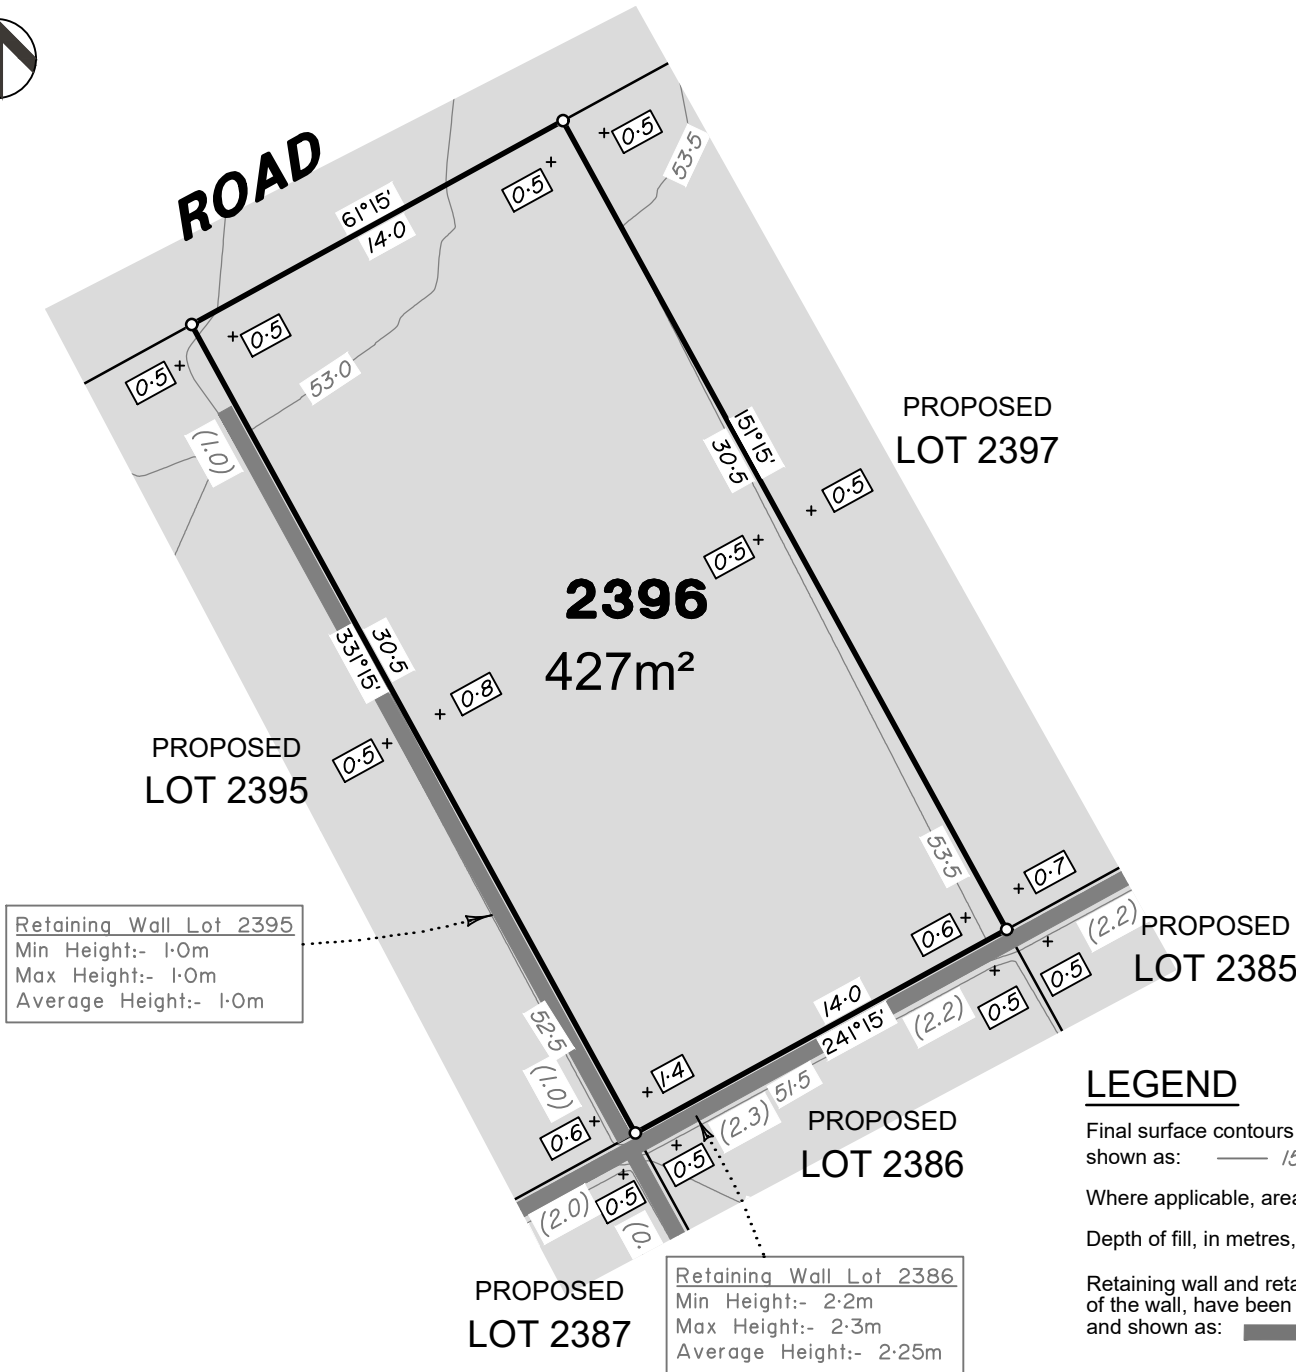 ROAD
61°15'
14·0
0·5
0·5
53·5
0·5
0·5
53·0
(1.0)
151°15'
30·5
PROPOSED
LOT 2397
0·5
0·5
2396
427m²
331°15'
30·5
0·8
0·5
PROPOSED
LOT 2395
Retaining Wall Lot 2395
Min Height:- 1·0m
Max Height:- 1·0m
Average Height:- 1·0m
53·5
0·7
0·6
(2.2)
PROPOSED
LOT 2385
0·5
0·5
(2.2)
14·0
241°15'
52·5
(1.0)
1·4
51·5
(2.3)
0·6
0·5
0·5
(2.0)
(0.
PROPOSED
LOT 2386
PROPOSED
LOT 2387
Retaining Wall Lot 2386
Min Height:- 2·2m
Max Height:- 2·3m
Average Height:- 2·25m
LEGEND
Final surface contours
shown as: 15
Where applicable, area
Depth of fill, in metres,
Retaining wall and reta
of the wall, have been
and shown as: